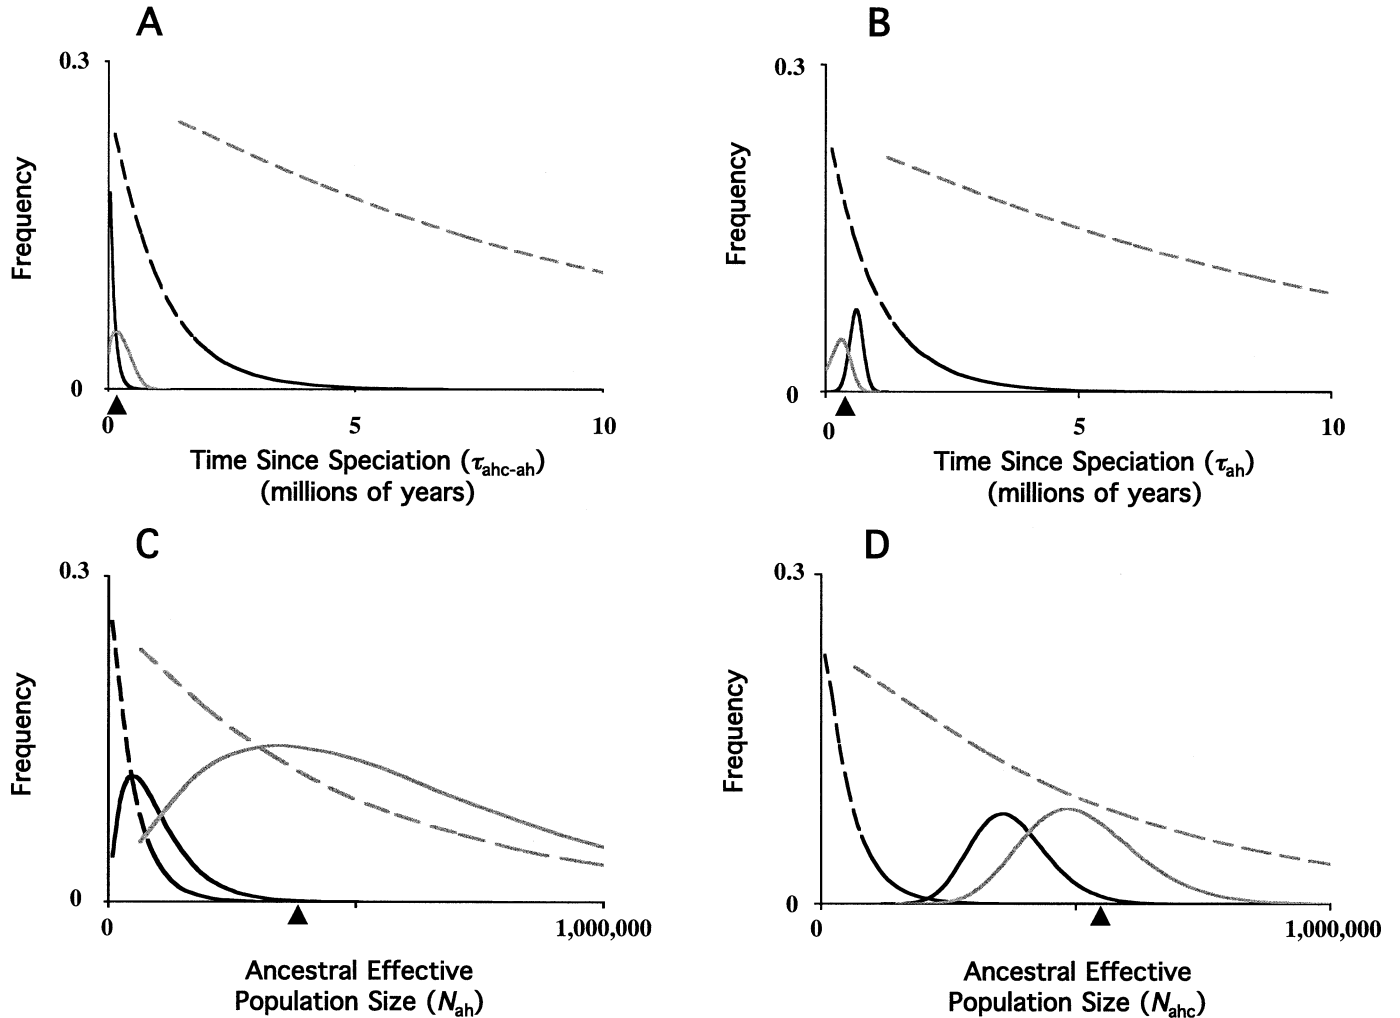 A
0.3
Frequency
0
0
5
10
Time Since Speciation (τahc-ah)
(millions of years)
B
0.3
Frequency
0
0
5
10
Time Since Speciation (τah)
(millions of years)
C
0.3
Frequency
0
0
1,000,000
Ancestral Effective
Population Size (Nah)
D
0.3
Frequency
0
0
1,000,000
Ancestral Effective
Population Size (Nahc)